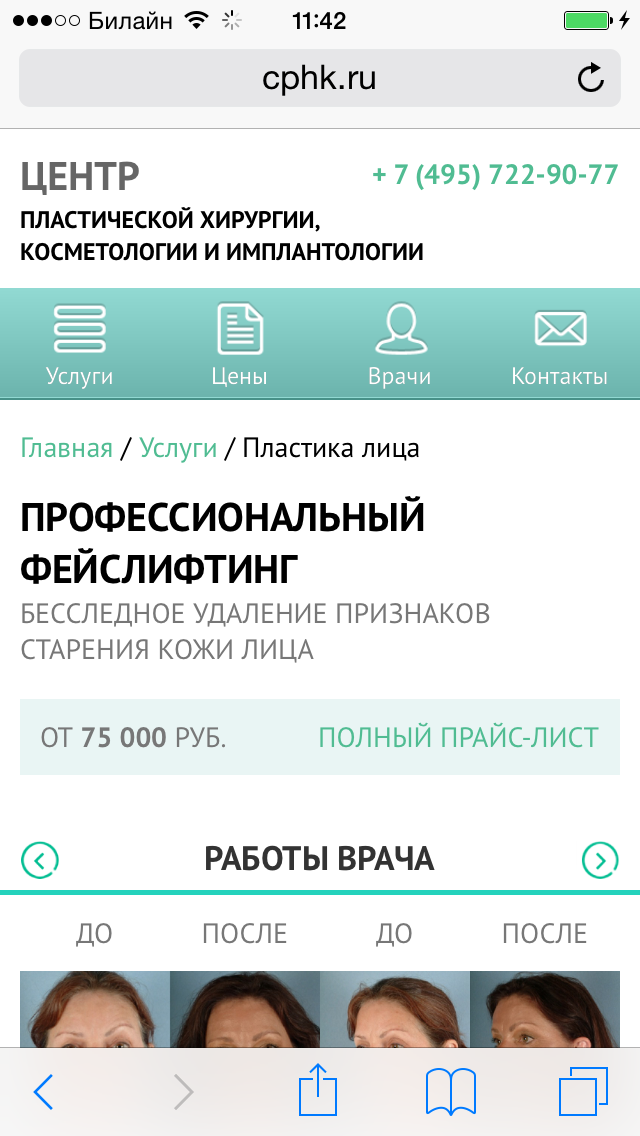 Билайн 11:42
cphk.ru
ЦЕНТР + 7 (495) 722-90-77
ПЛАСТИЧЕСКОЙ ХИРУРГИИ,
КОСМЕТОЛОГИИ И ИМПЛАНТОЛОГИИ
Услуги Цены Врачи Контакты
Главная / Услуги / Пластика лица
ПРОФЕССИОНАЛЬНЫЙ
ФЕЙСЛИФТИНГ
БЕССЛЕДНОЕ УДАЛЕНИЕ ПРИЗНАКОВ
СТАРЕНИЯ КОЖИ ЛИЦА
ОТ 75 000 РУБ. ПОЛНЫЙ ПРАЙС-ЛИСТ
РАБОТЫ ВРАЧА
ДО ПОСЛЕ ДО ПОСЛЕ